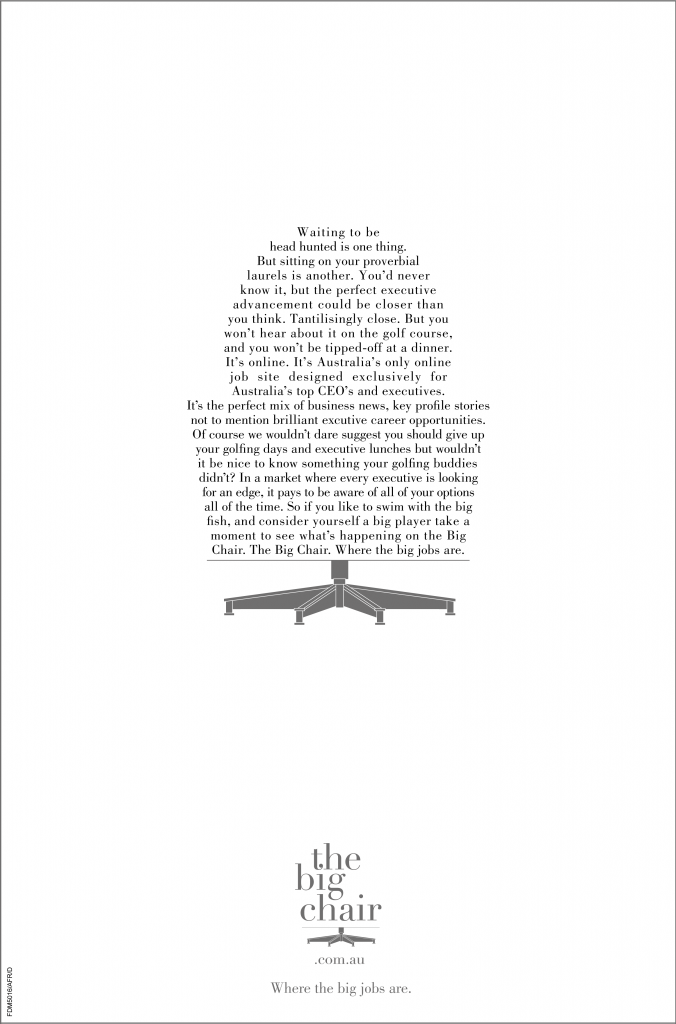 Waiting to be
head hunted is one thing.
But sitting on your proverbial
laurels is another. You'd never
know it, but the perfect executive
advancement could be closer than
you think. Tantilisingly close. But you
won't hear about it on the golf course,
and you won't be tipped-off at a dinner.
It's online. It's Australia's only online
job site designed exclusively for
Australia's top CEO's and executives.
It's the perfect mix of business news, key profile stories
not to mention brilliant excutive career opportunities.
Of course we wouldn't dare suggest you should give up
your golfing days and executive lunches but wouldn't
it be nice to know something your golfing buddies
didn't? In a market where every executive is looking
for an edge, it pays to be aware of all of your options
all of the time. So if you like to swim with the big
fish, and consider yourself a big player take a
moment to see what's happening on the Big
Chair. The Big Chair. Where the big jobs are.
the
big
chair
.com.au
Where the big jobs are.
FDM5016/AFR/D